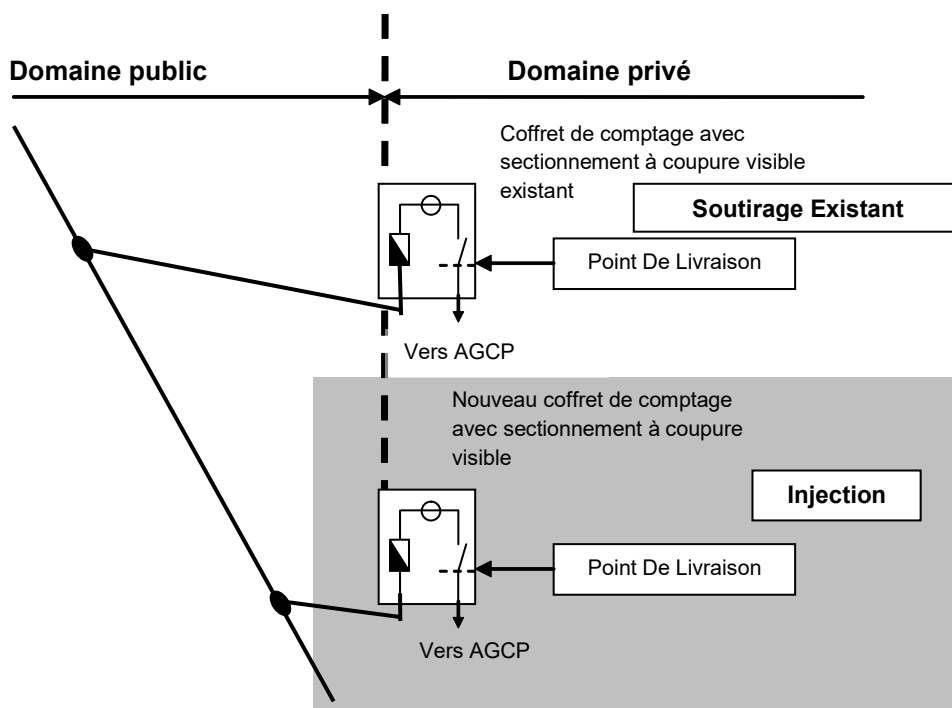 Domaine public
Domaine privé
Coffret de comptage avec
sectionnement à coupure visible
existant
Soutirage Existant
Point De Livraison
Vers AGCP
Nouveau coffret de comptage
avec sectionnement à coupure
visible
Injection
Point De Livraison
Vers AGCP